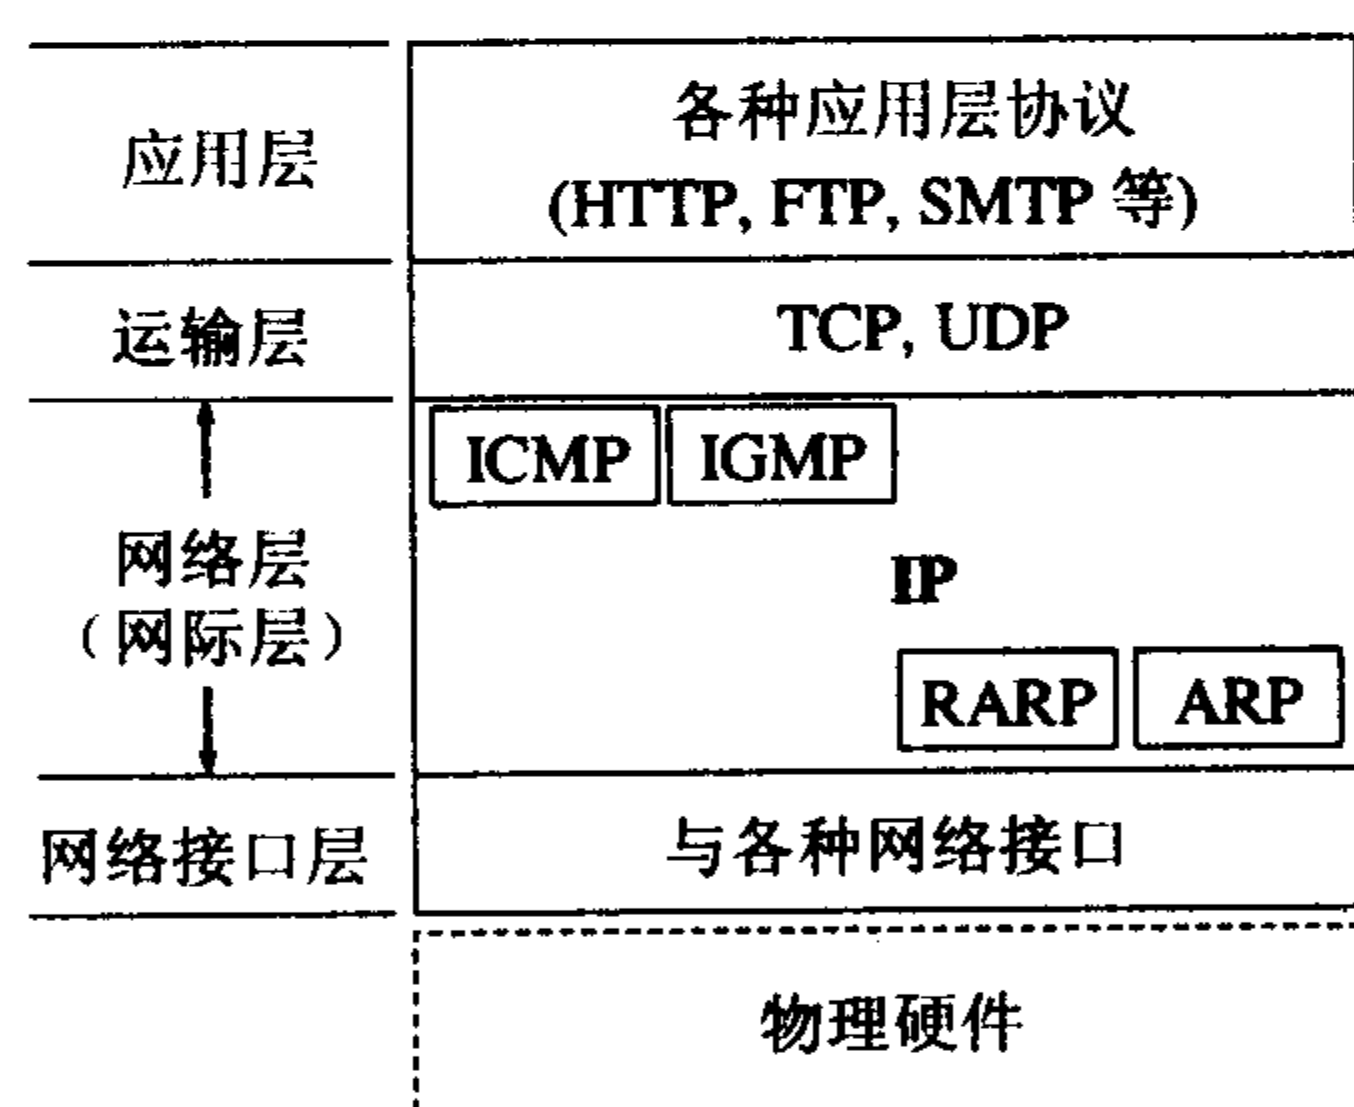 应用层
各种应用层协议
(HTTP, FTP, SMTP 等)
运输层
TCP, UDP
ICMP
IGMP
网络层
（网际层）
IP
RARP
ARP
网络接口层
与各种网络接口
物理硬件